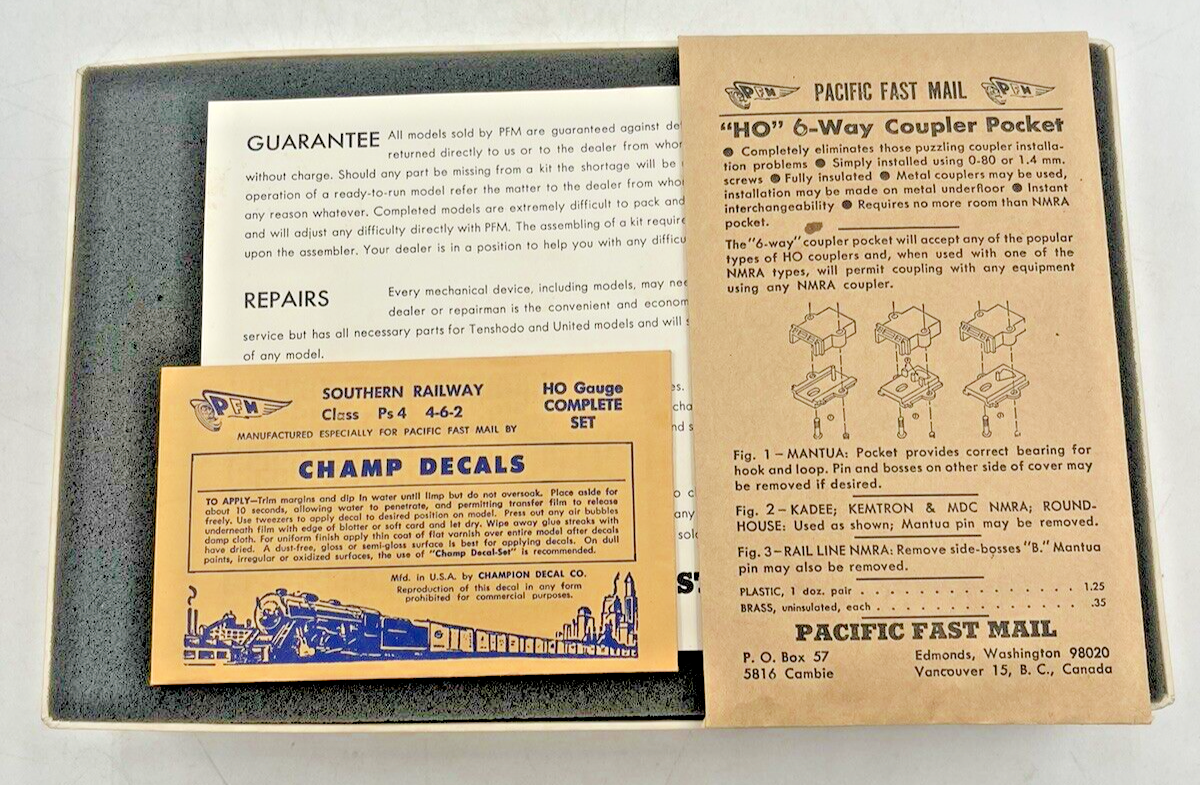 GUARANTEE All models sold by PFM are guaranteed against
returned directly to us or to the dealer from
without charge. Should any part be missing from a kit the shortage will be
operation of a ready-to-run model refer the matter to the dealer from
any reason whatever. Completed models are extremely difficult to pack and
and will adjust any difficulty directly with PFM. The assembling of a kit
upon the assembler. Your dealer is in a position to help you with any
REPAIRS Every mechanical device, including models, may
dealer or repairman is the convenient and
service but has all necessary parts for Tenshodo and United models and will
of any model.
PFM
SOUTHERN RAILWAY
Class Ps4 4-6-2
HO Gauge
COMPLETE
SET
MANUFACTURED ESPECIALLY FOR PACIFIC FAST MAIL BY
CHAMP DECALS
TO APPLY—Trim margins and dip in water until limp but do not oversoak. Place aside for
about 10 seconds, allowing water to penetrate, and permitting transfer film to release
freely. Use tweezers to apply decal to desired position on model. Press out any air bubbles
underneath film with edge of blotter or soft card and let dry. Wipe away glue streaks with
damp cloth. For uniform finish apply thin coat of flat varnish over entire model after decals
have dried. A dust-free, gloss or semi-gloss surface is best for applying decals. On dull
paints, irregular or oxidized surfaces, the use of "Champ Decal-Set" is recommended.
Mfd. in U.S.A. by CHAMPION DECAL CO.
Reproduction of this decal in any form
prohibited for commercial purposes.
PFM PACIFIC FAST MAIL PFM
"HO" 6-Way Coupler Pocket
● Completely eliminates those puzzling coupler installa-
tion problems ● Simply installed using 0-80 or 1.4 mm.
screws ● Fully insulated ● Metal couplers may be used,
installation may be made on metal underfloor ● Instant
interchangeability ● Requires no more room than NMRA
pocket.
The "6-way" coupler pocket will accept any of the popular
types of HO couplers and, when used with one of the
NMRA types, will permit coupling with any equipment
using any NMRA coupler.
Fig. 1 – MANTUA: Pocket provides correct bearing for
hook and loop. Pin and bosses on other side of cover may
be removed if desired.
Fig. 2 – KADEE; KEMTRON & MDC NMRA; ROUND-
HOUSE: Used as shown; Mantua pin may be removed.
Fig. 3 – RAIL LINE NMRA: Remove side-bosses "B." Mantua
pin may also be removed.
PLASTIC, 1 doz. pair . . . . . . . . . . . . . . . . 1.25
BRASS, uninsulated, each . . . . . . . . . . . . . . .35
PACIFIC FAST MAIL
P. O. Box 57 Edmonds, Washington 98020
5816 Cambie Vancouver 15, B. C., Canada